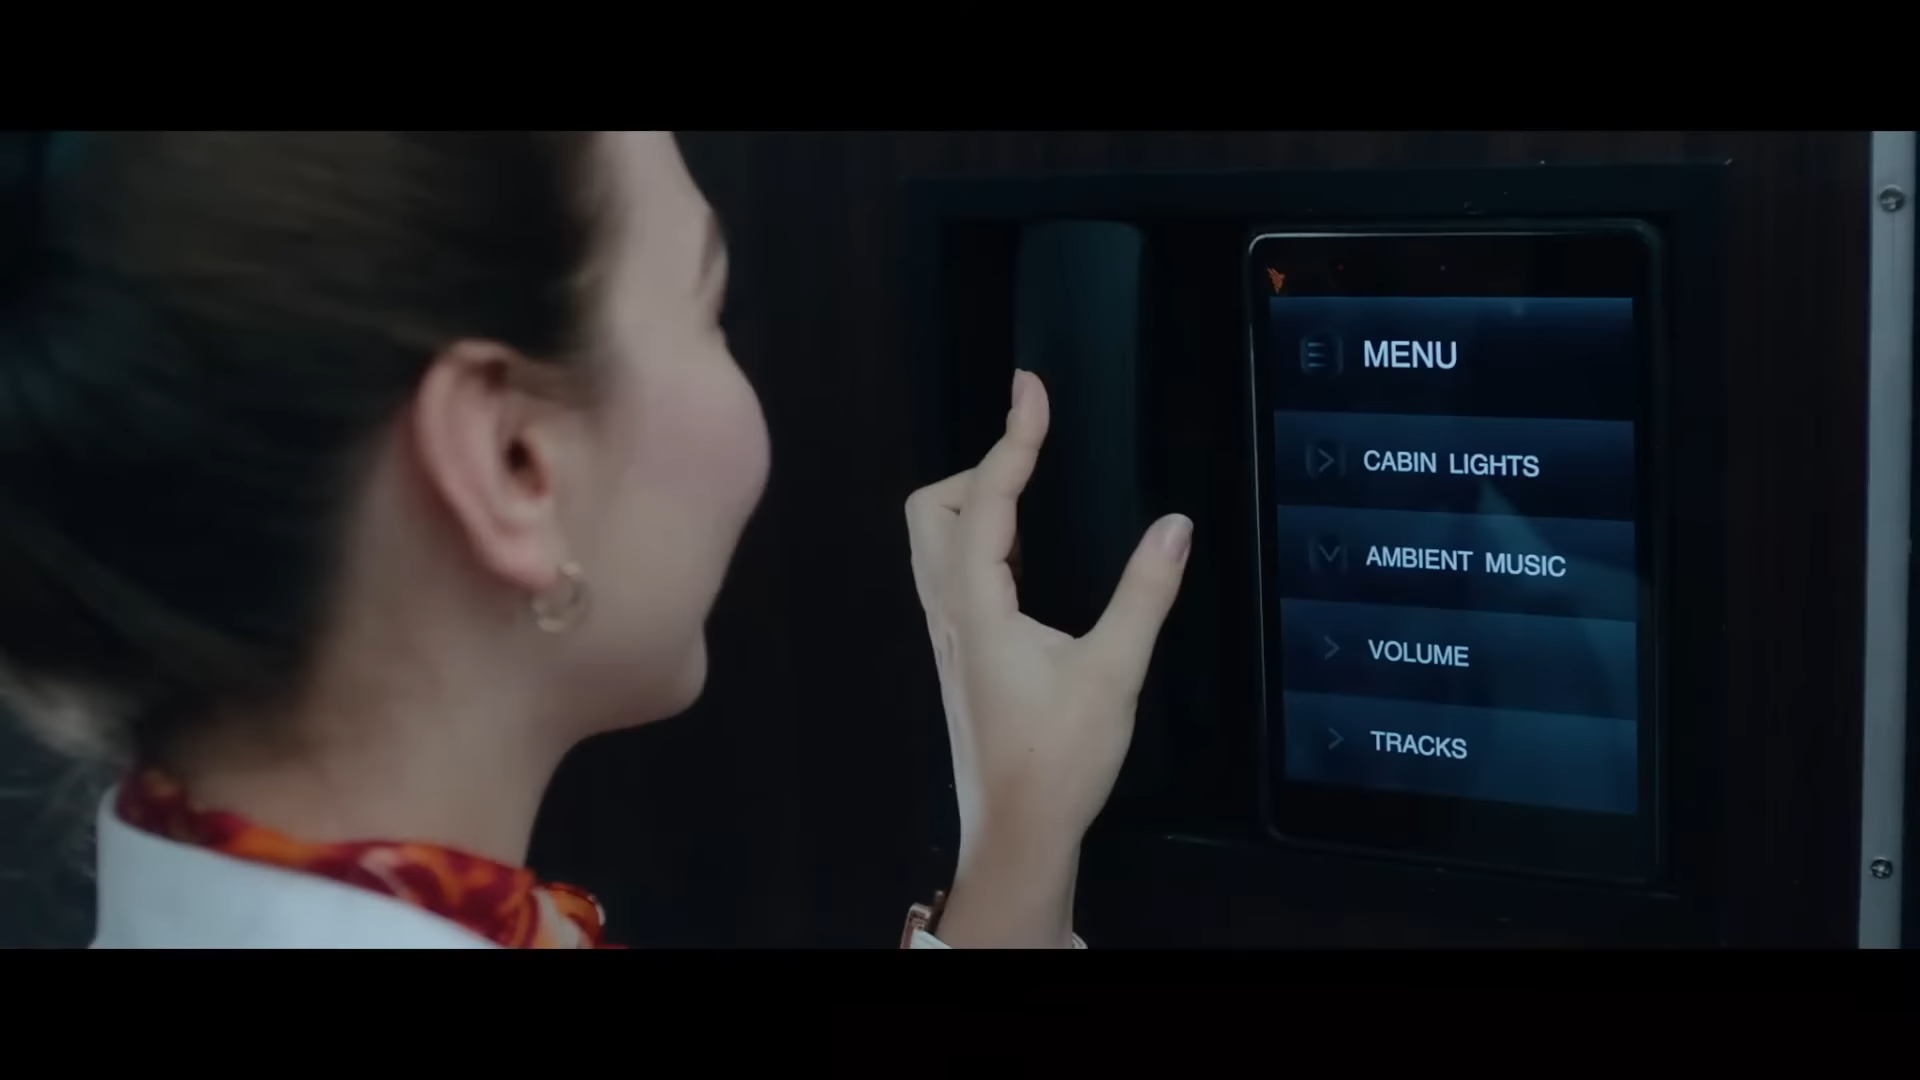 MENU
CABIN LIGHTS
AMBIENT MUSIC
VOLUME
TRACKS